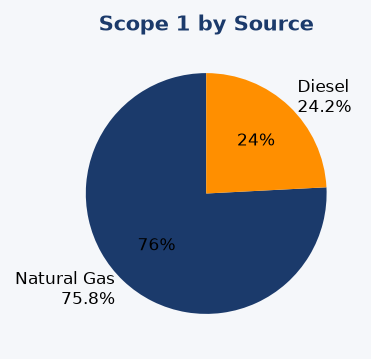 Scope 1 by Source
Diesel
24.2%
24%
76%
Natural Gas
75.8%